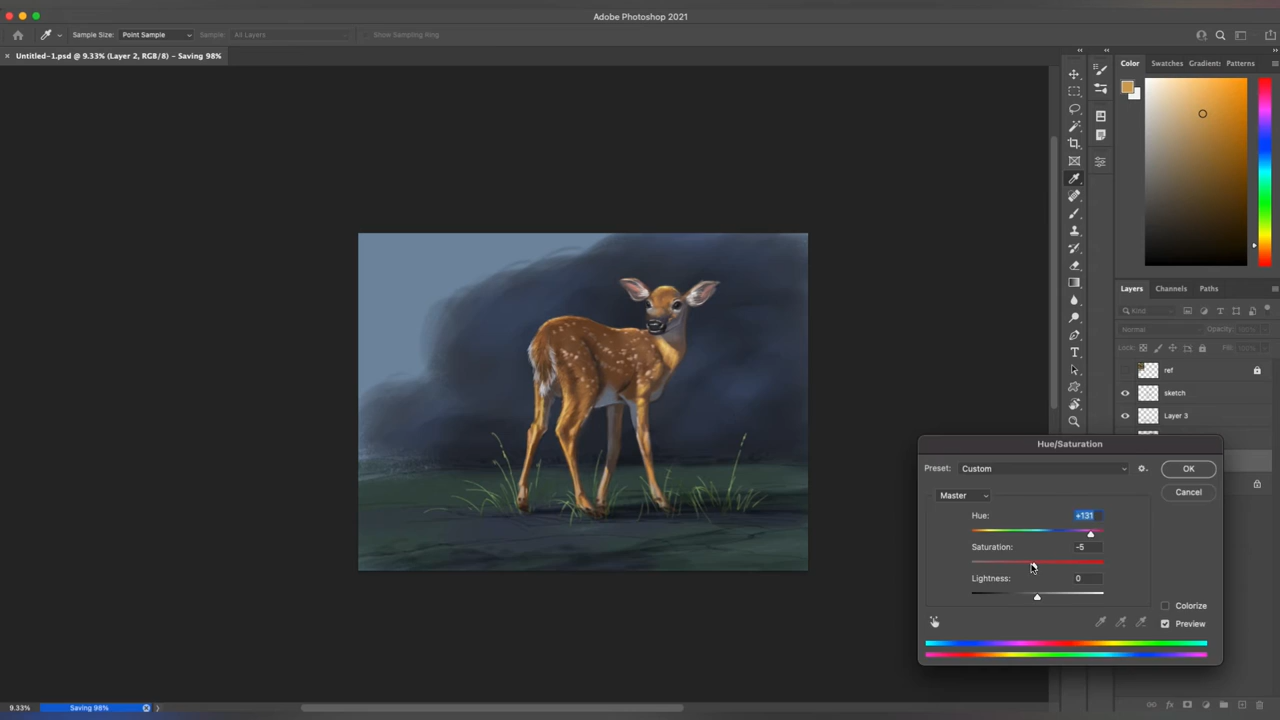 Adobe Photoshop 2021
Sample Size: Point Sample Sample: All Layers Show Sampling Ring
Untitled-1.psd @ 9.33% (Layer 2, RGB/8) – Saving 98%
Color Swatches Gradient: Patterns
Layers Channels Paths
Kind
Normal Opacity: 100%
Lock: Fill: 100%
ref
sketch
Layer 3
Hue/Saturation
Preset: Custom OK
Master Cancel
Hue: +131
Saturation: -5
Lightness: 0
Colorize
Preview
9.33% Saving 98%